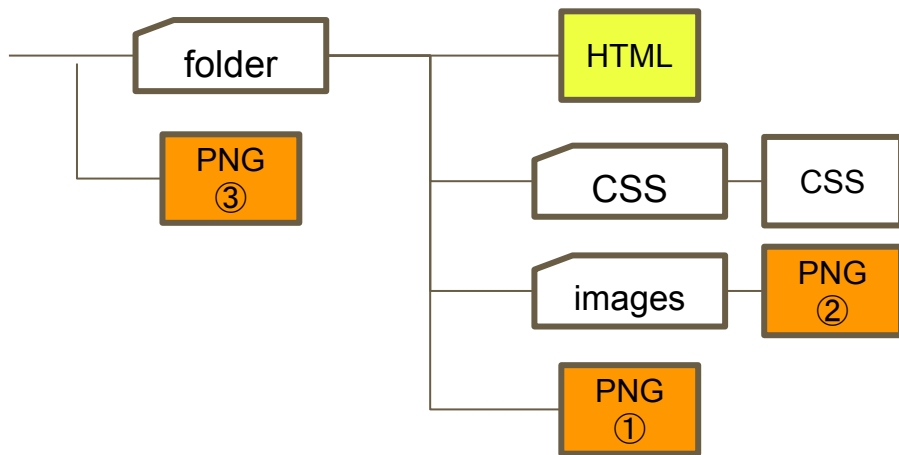 folder
HTML
PNG
③
CSS
CSS
images
PNG
②
PNG
①